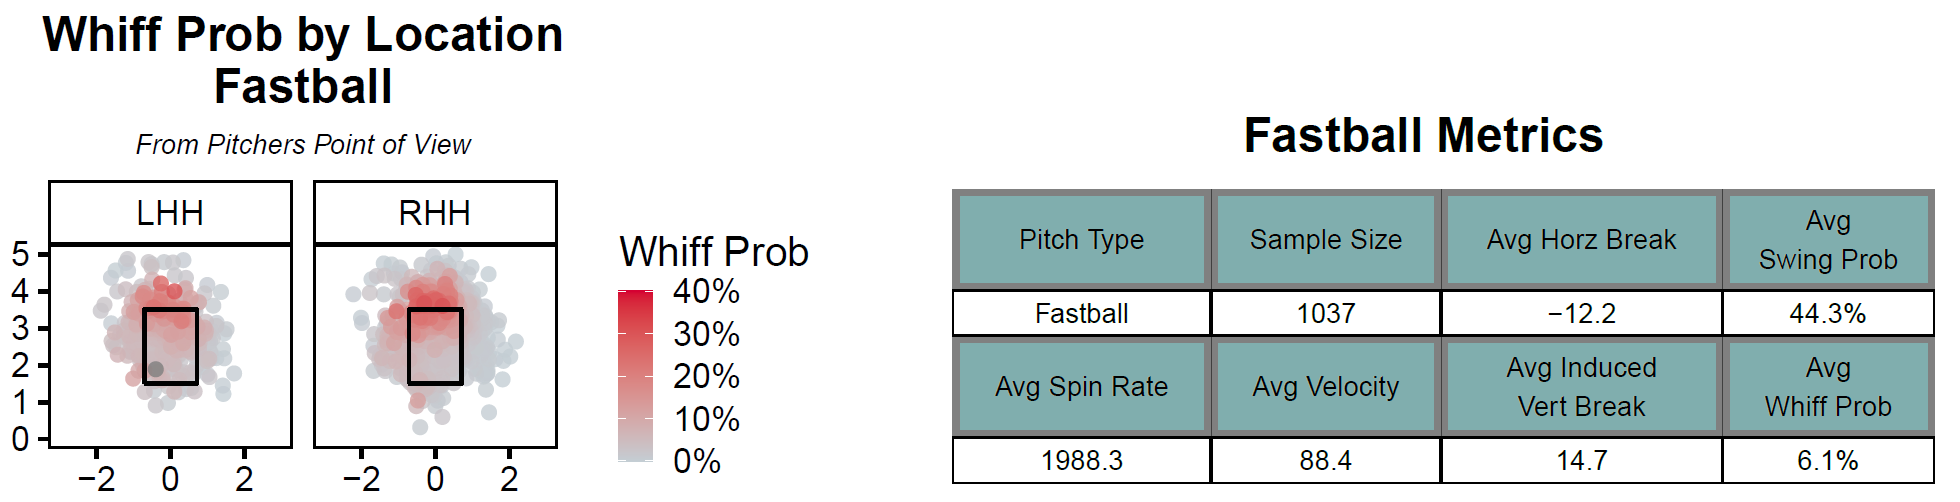 Whiff Prob by Location
Fastball
From Pitchers Point of View
LHH
RHH
5
4
3
2
1
0
−2 0 2
−2 0 2
Whiff Prob
40%
30%
20%
10%
0%
Fastball Metrics
Pitch Type
Sample Size
Avg Horz Break
Avg
Swing Prob
Fastball
1037
−12.2
44.3%
Avg Spin Rate
Avg Velocity
Avg Induced
Vert Break
Avg
Whiff Prob
1988.3
88.4
14.7
6.1%